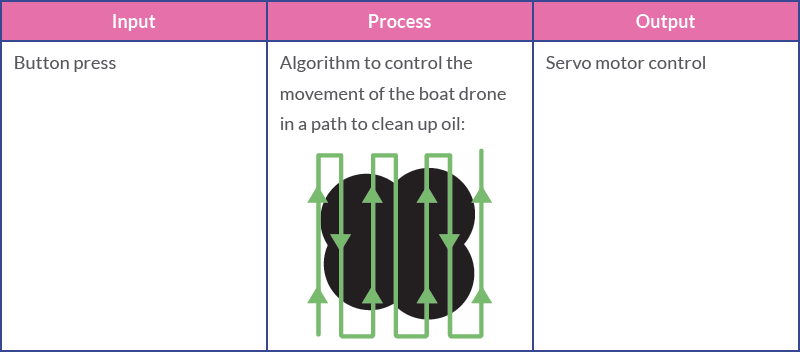 Input
Process
Output
Button press
Algorithm to control the
movement of the boat drone
in a path to clean up oil:
Servo motor control